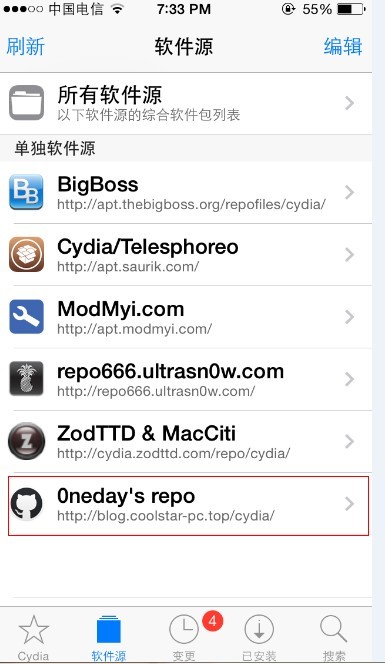 中国电信 7:33 PM 55%
刷新 软件源 编辑
所有软件源
以下软件源的综合软件包列表
单独软件源
BigBoss
http://apt.thebigboss.org/repofiles/cydia/
Cydia/Telesphoreo
http://apt.saurik.com/
ModMyi.com
http://apt.modmyi.com/
repo666.ultrasn0w.com
http://repo666.ultrasn0w.com/
ZodTTD & MacCiti
http://cydia.zodttd.com/repo/cydia/
0neday's repo
http://blog.coolstar-pc.top/cydia/
4
Cydia 软件源 变更 已安装 搜索